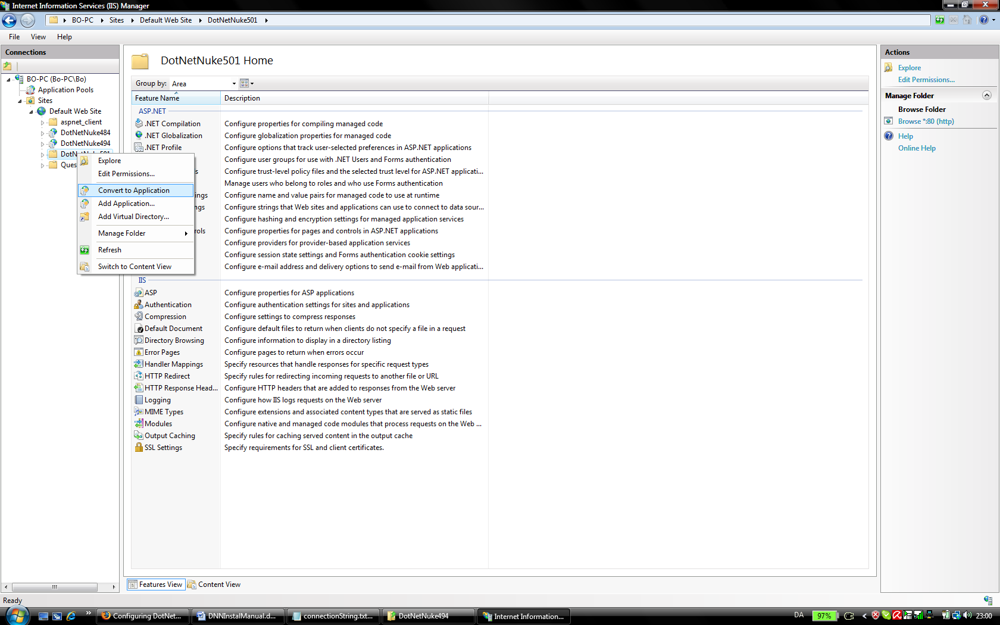 Internet Information Services (IIS) Manager
BO-PC Sites Default Web Site DotNetNuke501
File View Help
Connections
BO-PC (Bo-PC\Bo)
Application Pools
Sites
Default Web Site
aspnet_client
DotNetNuke484
DotNetNuke494
Ques
Explore
Edit Permissions...
Convert to Application
Add Application...
Add Virtual Directory...
Manage Folder
Refresh
Switch to Content View
DotNetNuke501 Home
Group by: Area
Feature Name Description
ASP.NET
.NET Compilation Configure properties for compiling managed code
.NET Globalization Configure globalization properties for managed code
.NET Profile Configure options that track user-selected preferences in ASP.NET applications
Configure user groups for use with .NET Users and Forms authentication
s Configure trust-level policy files and the selected trust level for ASP.NET applicati...
Manage users who belong to roles and who use Forms authentication
ngs Configure name and value pairs for managed code to use at runtime
gs Configure strings that Web sites and applications can use to connect to data sour...
Configure hashing and encryption settings for managed application services
rols Configure properties for pages and controls in ASP.NET applications
Configure providers for provider-based application services
Configure session state settings and Forms authentication cookie settings
Configure e-mail address and delivery options to send e-mail from Web applicati...
IIS
ASP Configure properties for ASP applications
Authentication Configure authentication settings for sites and applications
Compression Configure settings to compress responses
Default Document Configure default files to return when clients do not specify a file in a request
Directory Browsing Configure information to display in a directory listing
Error Pages Configure pages to return when errors occur
Handler Mappings Specify resources that handle responses for specific request types
HTTP Redirect Specify rules for redirecting incoming requests to another file or URL
HTTP Response Head... Configure HTTP headers that are added to responses from the Web server
Logging Configure how IIS logs requests on the Web server
MIME Types Configure extensions and associated content types that are served as static files
Modules Configure native and managed code modules that process requests on the Web ...
Output Caching Specify rules for caching served content in the output cache
SSL Settings Specify requirements for SSL and client certificates.
Features View Content View
Actions
Explore
Edit Permissions...
Manage Folder
Browse Folder
Browse *:80 (http)
Help
Online Help
Ready
Configuring DotNet... DNNInstalManual.d... connectionString.txt... DotNetNuke494 Internet Information... DA 97% 23:00